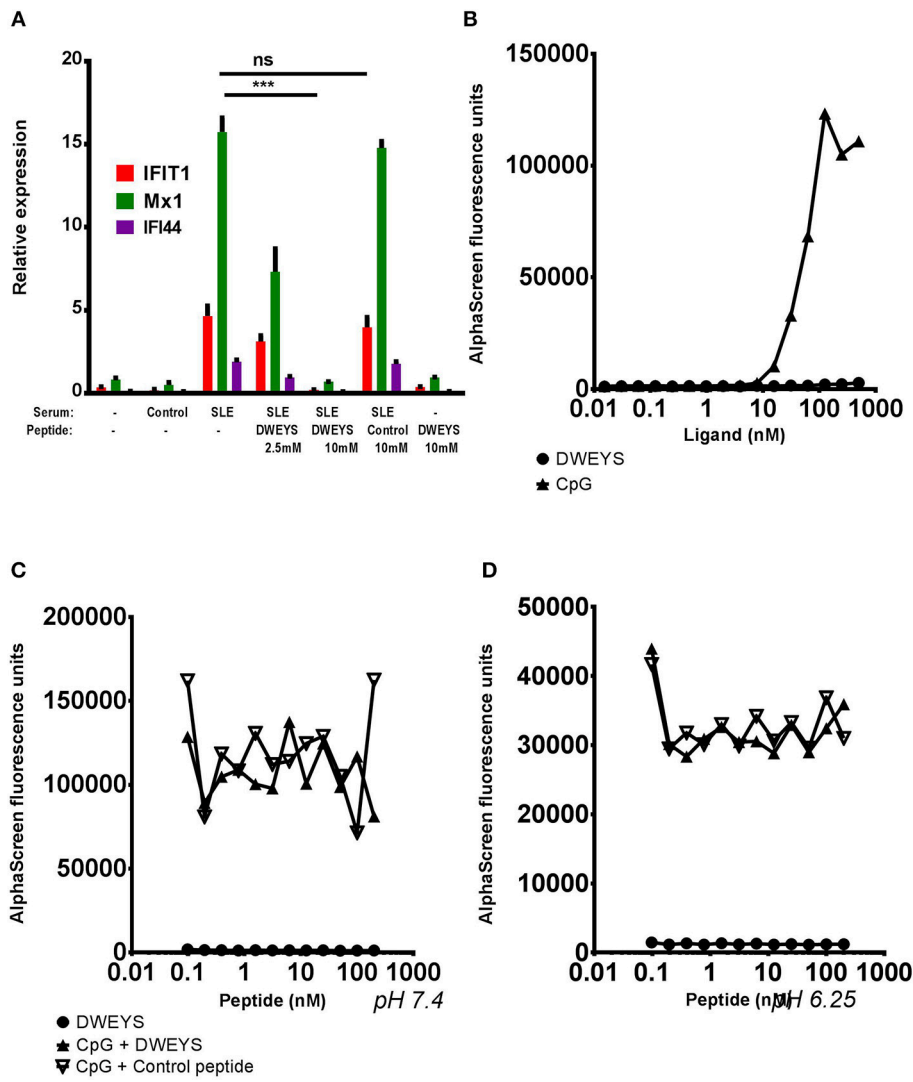 A
20
15
10
5
0
Relative expression
ns
***
IFIT1
Mx1
IFI44
Serum: - Control SLE SLE SLE SLE -
Peptide: - - - DWEYS DWEYS Control DWEYS
2.5mM 10mM 10mM 10mM
B
150000
100000
50000
0
AlphaScreen fluorescence units
0.01 0.1 1 10 100 1000
Ligand (nM)
DWEYS
CpG
C
200000
150000
100000
50000
0
AlphaScreen fluorescence units
0.01 0.1 1 10 100 1000
Peptide (nM)
pH 7.4
DWEYS
CpG + DWEYS
CpG + Control peptide
D
50000
40000
30000
20000
10000
0
AlphaScreen fluorescence units
0.01 0.1 1 10 100 1000
Peptide (nM)
pH 6.25